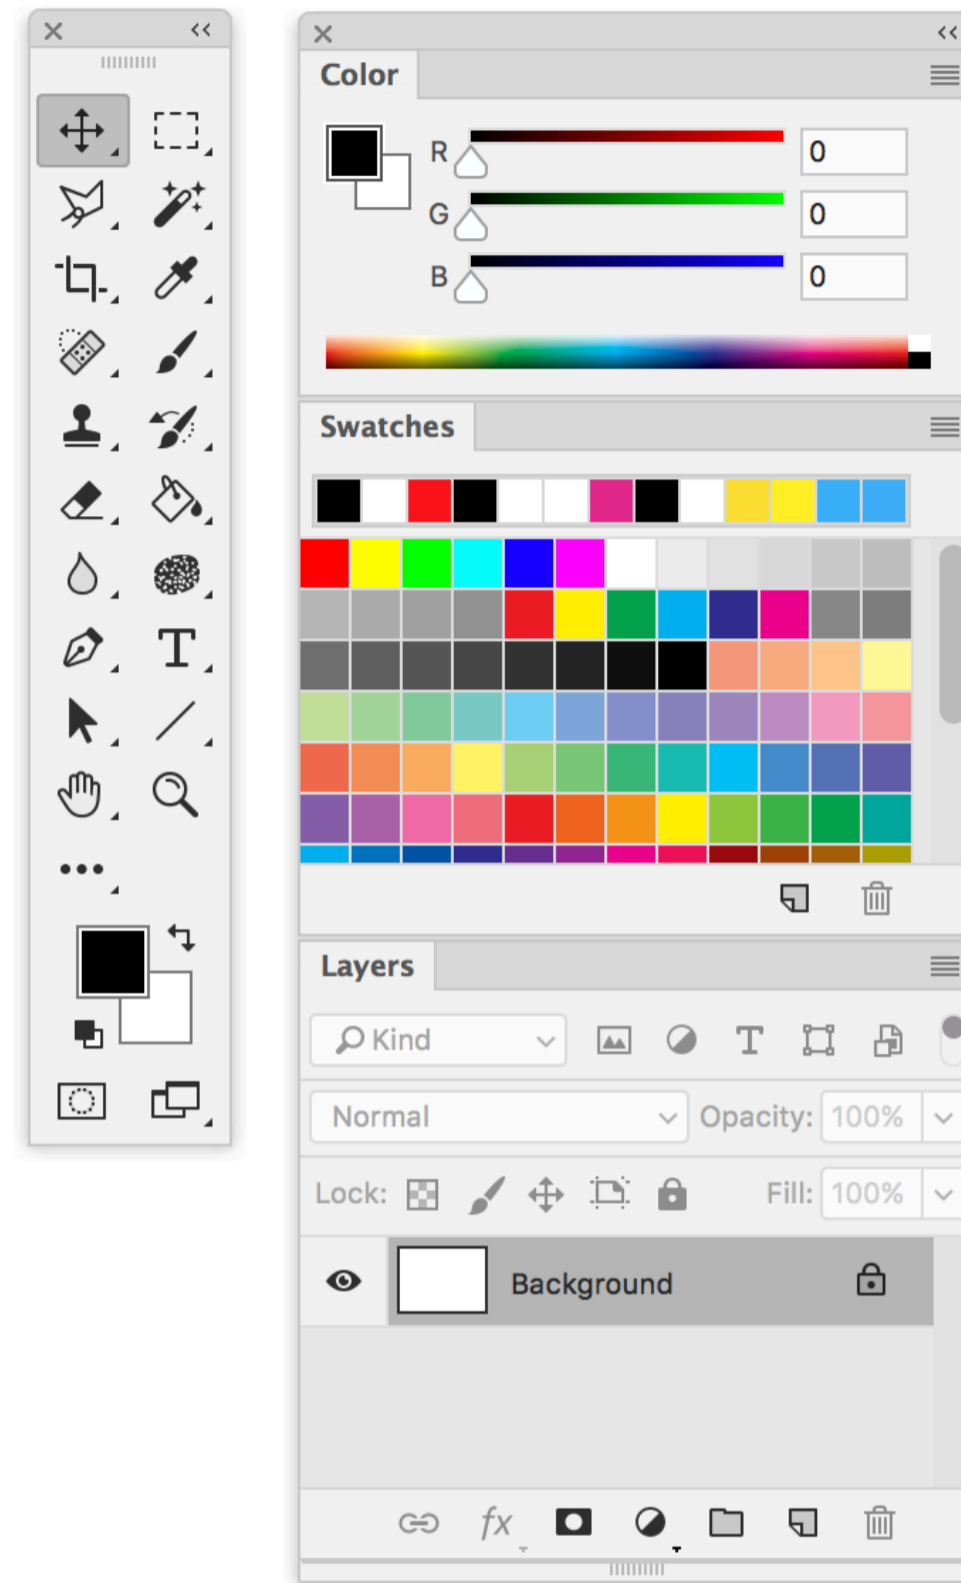 Color
R 0
G 0
B 0
Swatches
Layers
Kind
Normal Opacity: 100%
Lock: Fill: 100%
Background
fx